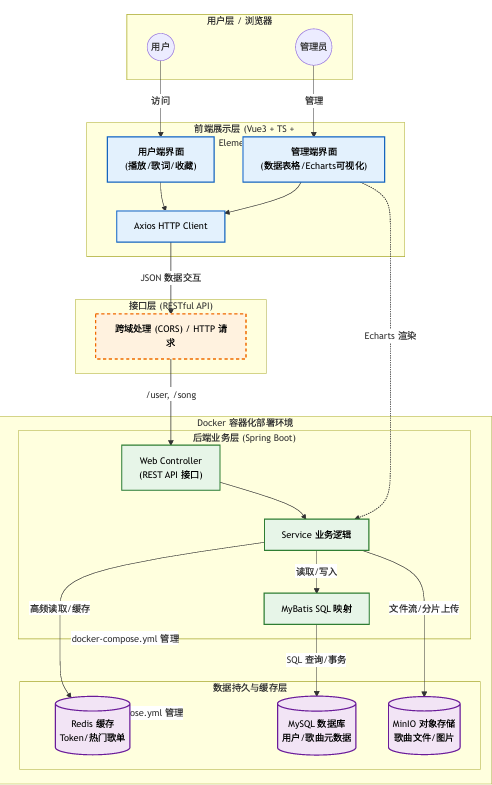 用户层 / 浏览器
用户
管理员
访问
管理
前端展示层 (Vue3 + TS +
Eleme
用户端界面
(播放/歌词/收藏)
管理端界面
(数据表格/Echarts可视化)
Axios HTTP Client
JSON 数据交互
接口层 (RESTful API)
跨域处理 (CORS) / HTTP 请
求
Echarts 渲染
/user, /song
Docker 容器化部署环境
后端业务层 (Spring Boot)
Web Controller
(REST API 接口)
Service 业务逻辑
读取/写入
高频读取/缓存
MyBatis SQL 映射
文件流/分片上传
docker-compose.yml 管理
SQL 查询/事务
数据持久与缓存层
ose.yml 管理
Redis 缓存
Token/热门歌单
MySQL 数据库
用户/歌曲元数据
MinIO 对象存储
歌曲文件/图片